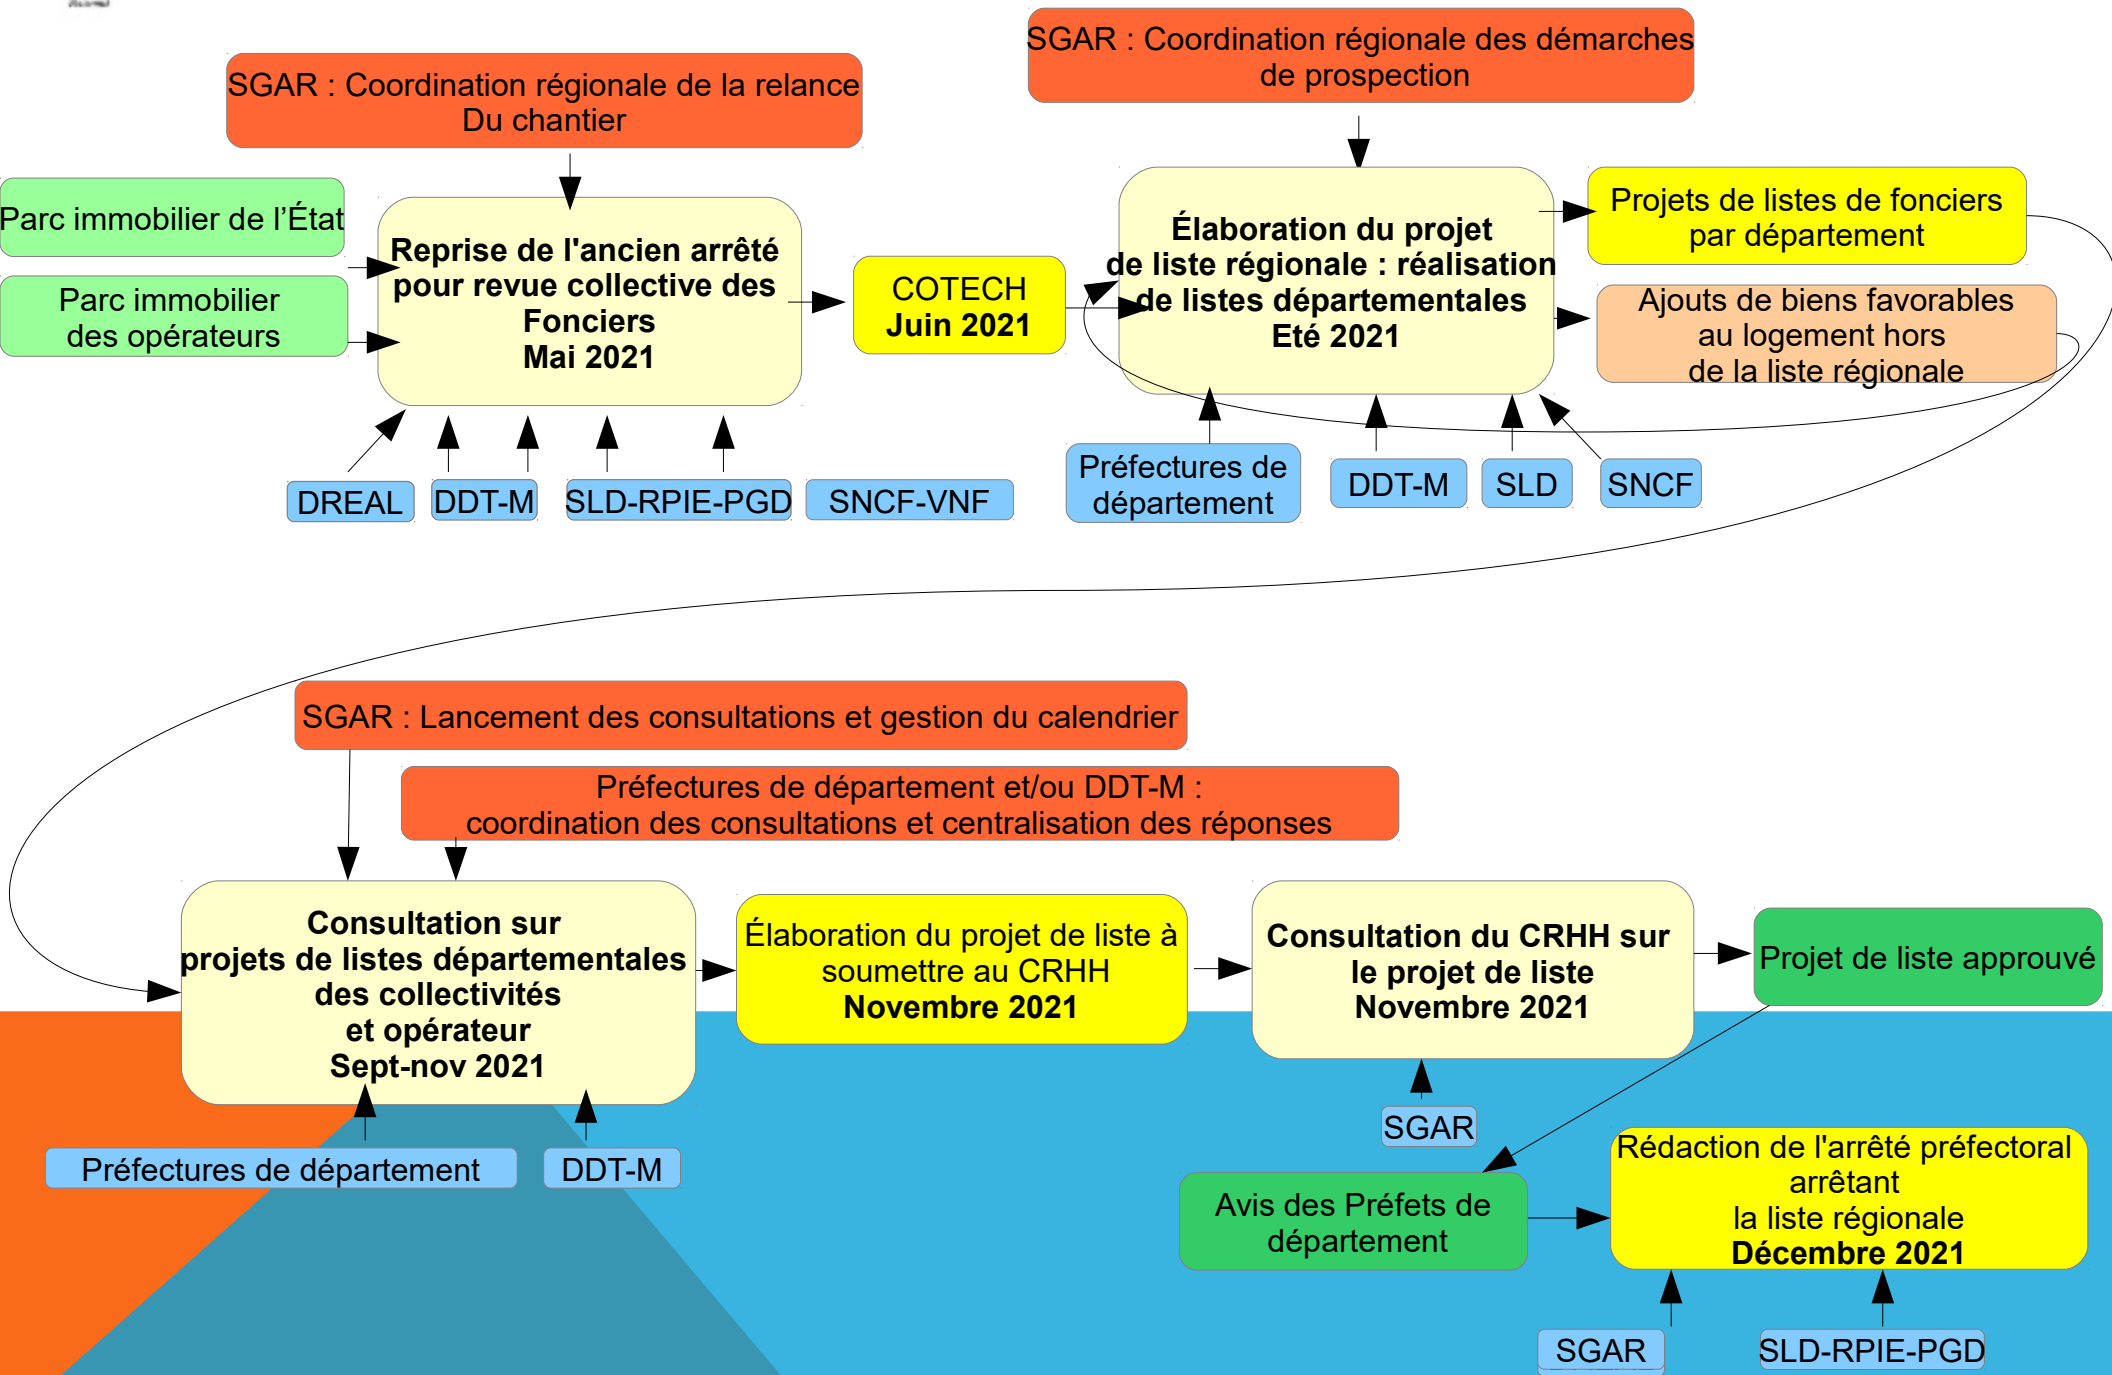 SGAR : Coordination régionale de la relance
Du chantier
SGAR : Coordination régionale des démarches
de prospection
Parc immobilier de l’État
Parc immobilier
des opérateurs
Reprise de l'ancien arrêté
pour revue collective des
Fonciers
Mai 2021
COTECH
Juin 2021
Élaboration du projet
de liste régionale : réalisation
de listes départementales
Eté 2021
Projets de listes de fonciers
par département
Ajouts de biens favorables
au logement hors
de la liste régionale
DREAL
DDT-M
SLD-RPIE-PGD
SNCF-VNF
Préfectures de
département
DDT-M
SLD
SNCF
SGAR : Lancement des consultations et gestion du calendrier
Préfectures de département et/ou DDT-M :
coordination des consultations et centralisation des réponses
Consultation sur
projets de listes départementales
des collectivités
et opérateur
Sept-nov 2021
Élaboration du projet de liste à
soumettre au CRHH
Novembre 2021
Consultation du CRHH sur
le projet de liste
Novembre 2021
Projet de liste approuvé
Préfectures de département
DDT-M
SGAR
Avis des Préfets de
département
Rédaction de l'arrêté préfectoral
arrêtant
la liste régionale
Décembre 2021
SGAR
SLD-RPIE-PGD